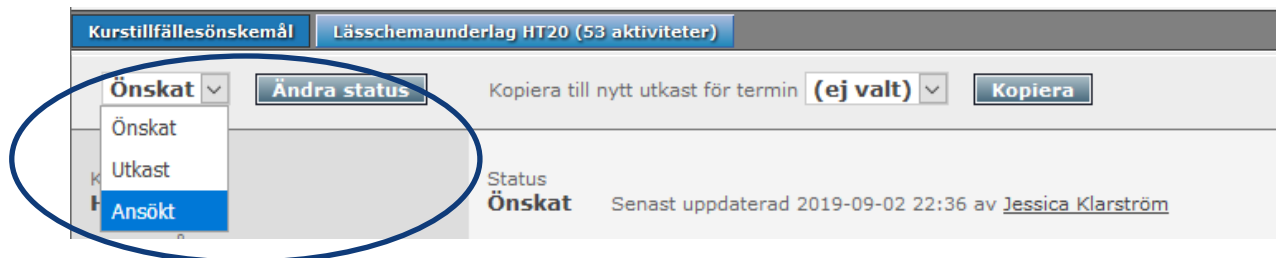 Kurstillfällesönskemål Lässchemaunderlag HT20 (53 aktiviteter)
Önskat Ändra status Kopiera till nytt utkast för termin (ej valt) Kopiera
Önskat
Utkast
Ansökt
Status
Önskat Senast uppdaterad 2019-09-02 22:36 av Jessica Klarström